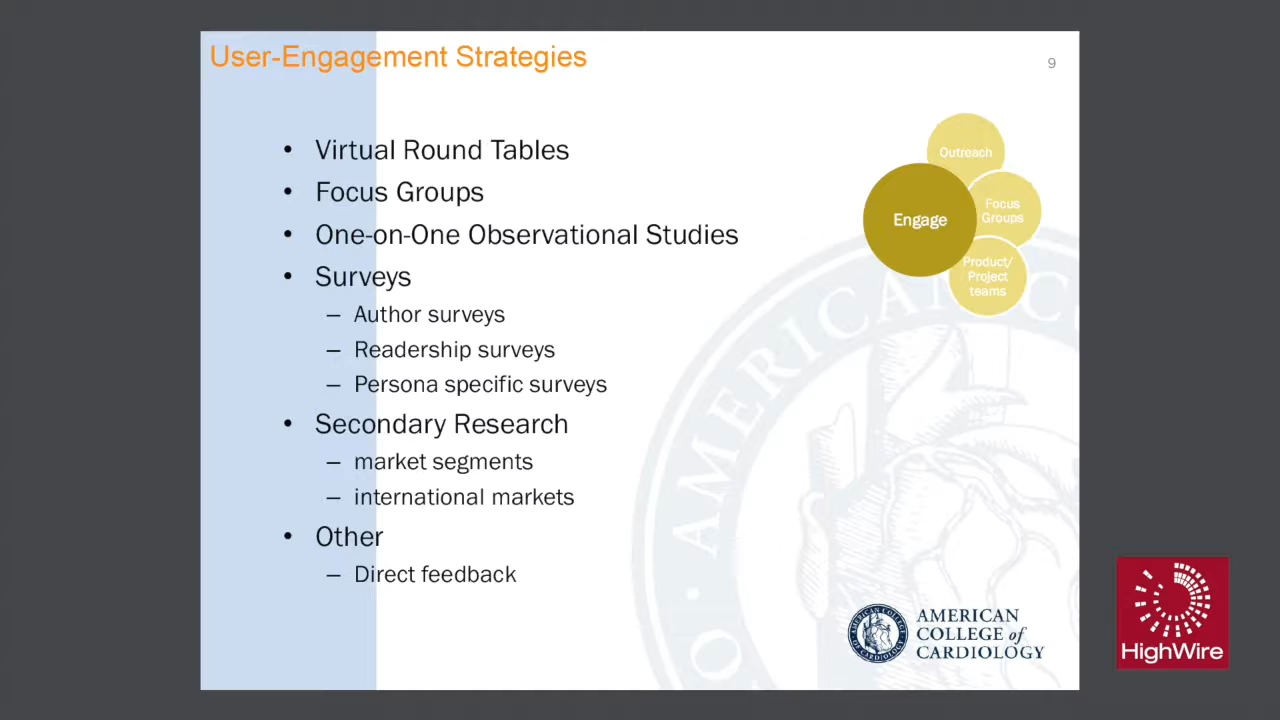 User-Engagement Strategies
9
• Virtual Round Tables
• Focus Groups
• One-on-One Observational Studies
• Surveys
– Author surveys
– Readership surveys
– Persona specific surveys
• Secondary Research
– market segments
– international markets
• Other
– Direct feedback
Outreach
Engage
Focus
Groups
Product/
Project
teams
AMERICAN
COLLEGE of
CARDIOLOGY
HighWire